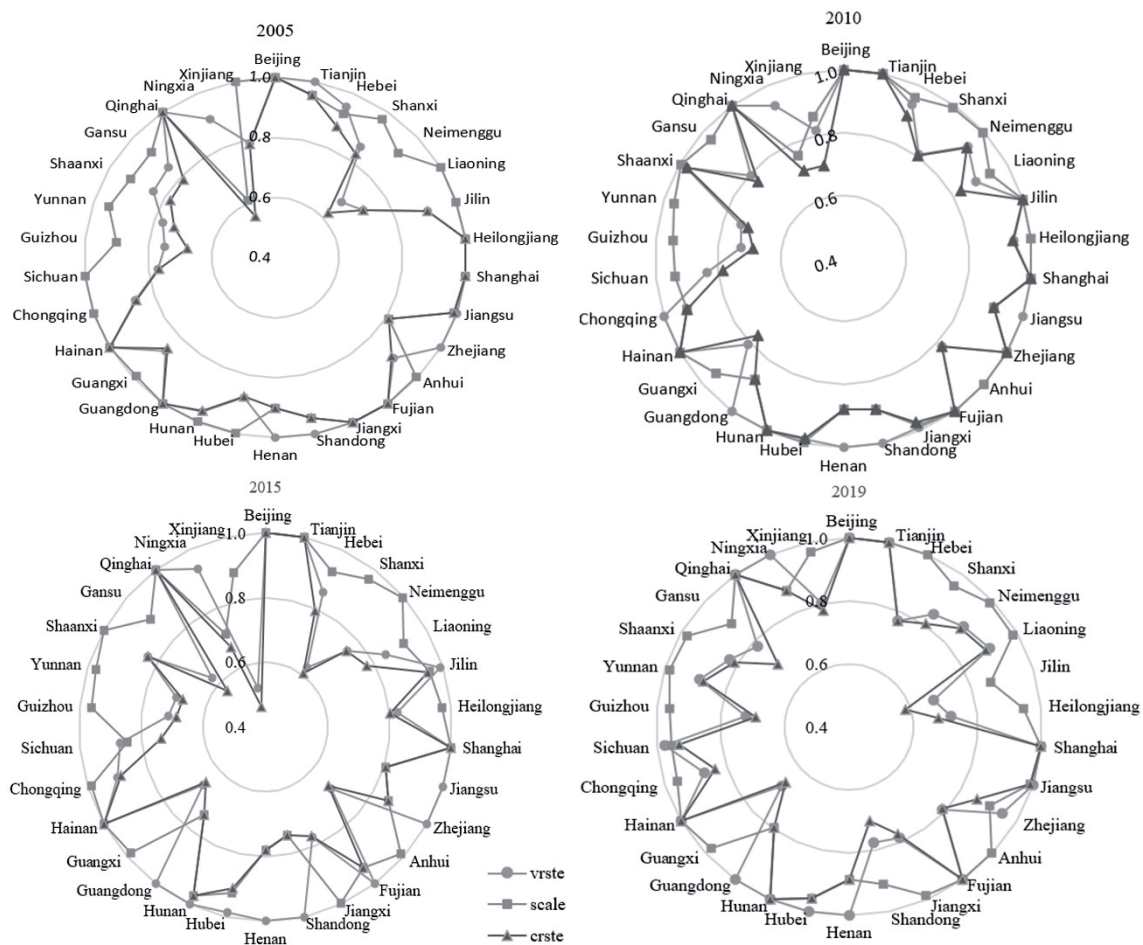 2005
Beijing
Tianjin
Hebei
Shanxi
Neimenggu
Liaoning
Jilin
Heilongjiang
Shanghai
Jiangsu
Zhejiang
Anhui
Fujian
Jiangxi
Shandong
Henan
Hubei
Hunan
Guangdong
Guangxi
Hainan
Chongqing
Sichuan
Guizhou
Yunnan
Shaanxi
Gansu
Qinghai
Ningxia
Xinjiang
1.0
0.8
0.6
0.4
2010
Beijing
Tianjin
Hebei
Shanxi
Neimenggu
Liaoning
Jilin
Heilongjiang
Shanghai
Jiangsu
Zhejiang
Anhui
Fujian
Jiangxi
Shandong
Henan
Hubei
Hunan
Guangdong
Guangxi
Hainan
Chongqing
Sichuan
Guizhou
Yunnan
Shaanxi
Gansu
Qinghai
Ningxia
Xinjiang
1.0
0.8
0.6
0.4
2015
Beijing
Tianjin
Hebei
Shanxi
Neimenggu
Liaoning
Jilin
Heilongjiang
Shanghai
Jiangsu
Zhejiang
Anhui
Fujian
Jiangxi
Shandong
Henan
Hubei
Hunan
Guangdong
Guangxi
Hainan
Chongqing
Sichuan
Guizhou
Yunnan
Shaanxi
Gansu
Qinghai
Ningxia
Xinjiang
1.0
0.8
0.6
0.4
vrste
scale
crste
2019
Beijing
Tianjin
Hebei
Shanxi
Neimenggu
Liaoning
Jilin
Heilongjiang
Shanghai
Jiangsu
Zhejiang
Anhui
Fujian
Jiangxi
Shandong
Henan
Hubei
Hunan
Guangdong
Guangxi
Hainan
Chongqing
Sichuan
Guizhou
Yunnan
Shaanxi
Gansu
Qinghai
Ningxia
Xinjiang
1.0
0.8
0.6
0.4